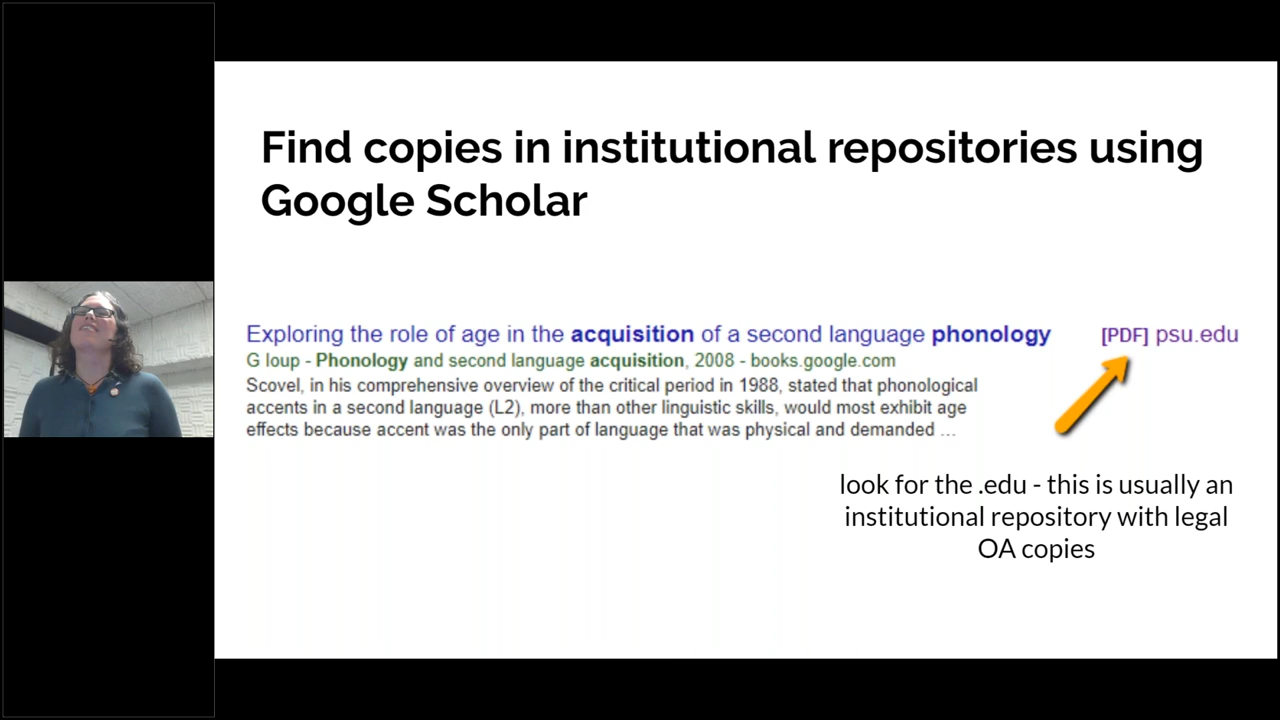 Find copies in institutional repositories using
Google Scholar
Exploring the role of age in the acquisition of a second language phonology
[PDF] psu.edu
G loup - Phonology and second language acquisition, 2008 - books.google.com
Scovel, in his comprehensive overview of the critical period in 1988, stated that phonological
accents in a second language (L2), more than other linguistic skills, would most exhibit age
effects because accent was the only part of language that was physical and demanded ...
look for the .edu - this is usually an
institutional repository with legal
OA copies